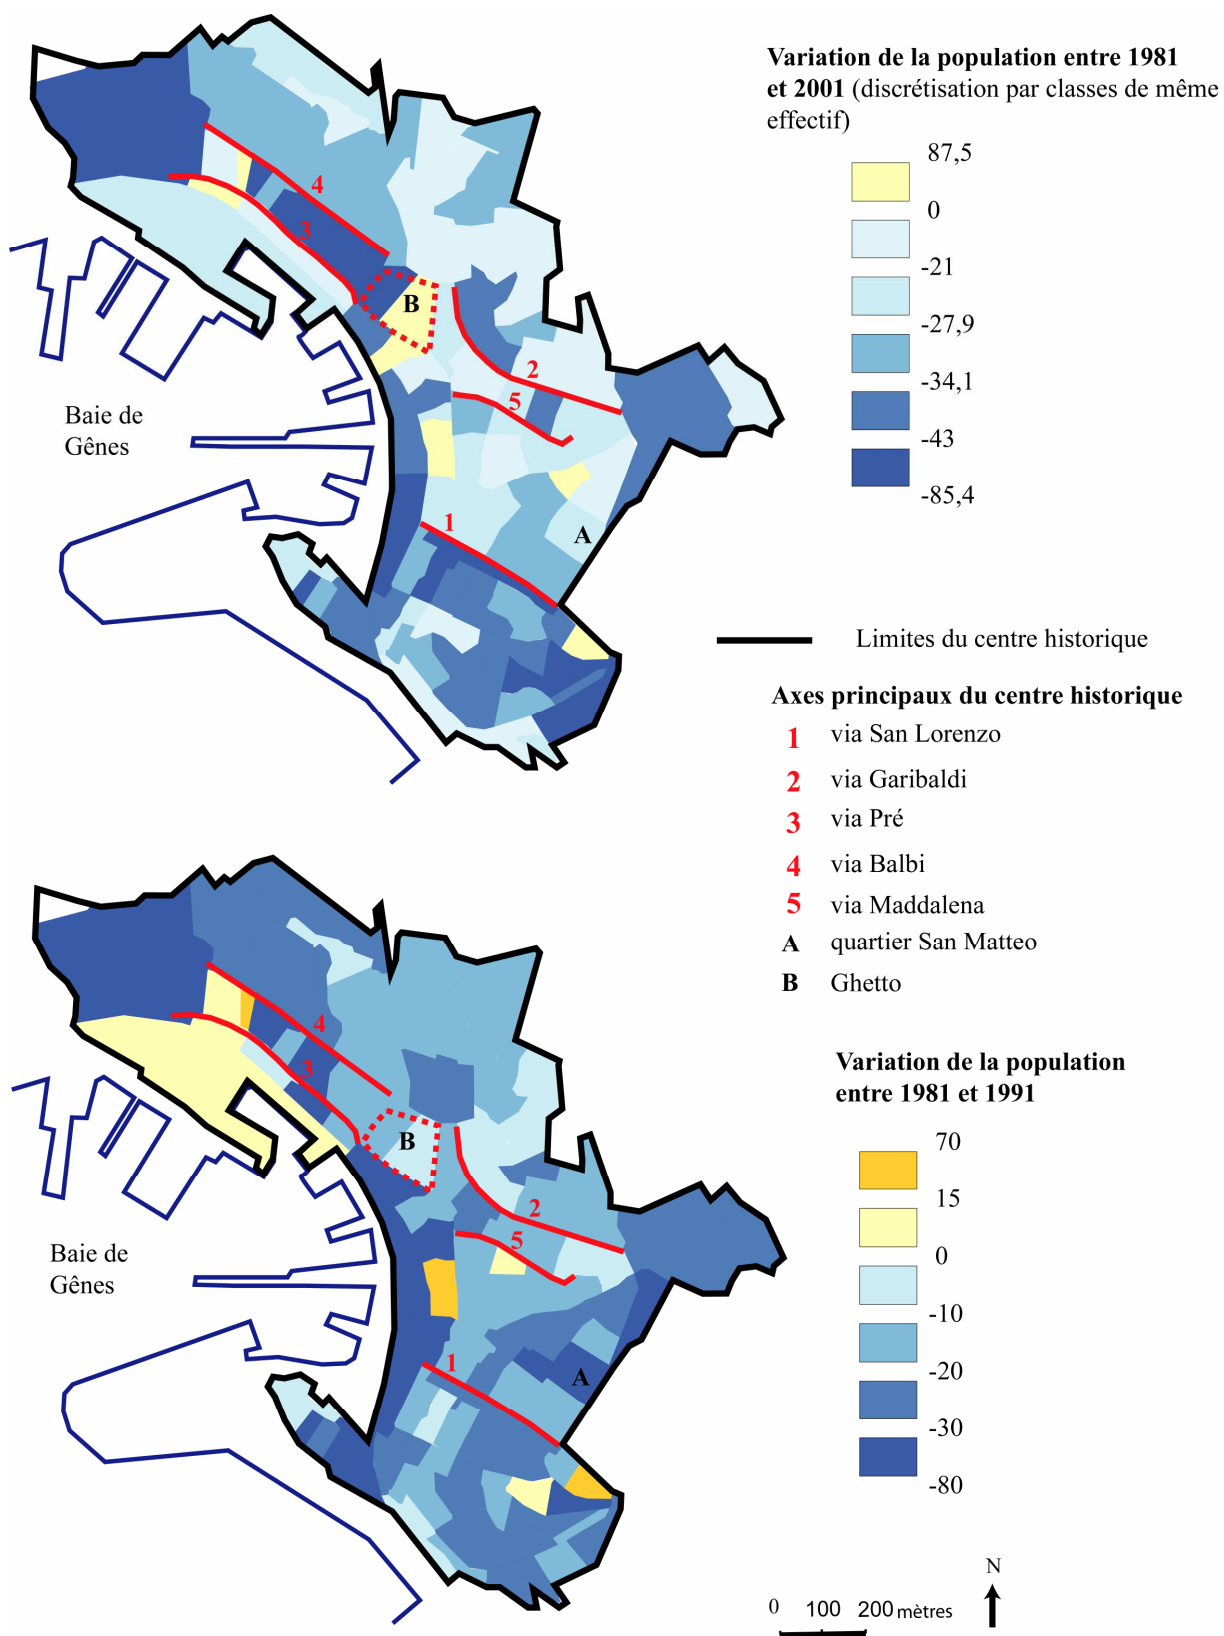 Variation de la population entre 1981
et 2001 (discrétisation par classes de même
effectif)
87,5
0
-21
-27,9
-34,1
-43
-85,4
4
3
B
2
5
1
A
Baie de
Gênes
Limites du centre historique
Axes principaux du centre historique
1 via San Lorenzo
2 via Garibaldi
3 via Pré
4 via Balbi
5 via Maddalena
A quartier San Matteo
B Ghetto
4
3
B
2
5
1
A
Baie de
Gênes
Variation de la population
entre 1981 et 1991
70
15
0
-10
-20
-30
-80
N
0 100 200 mètres